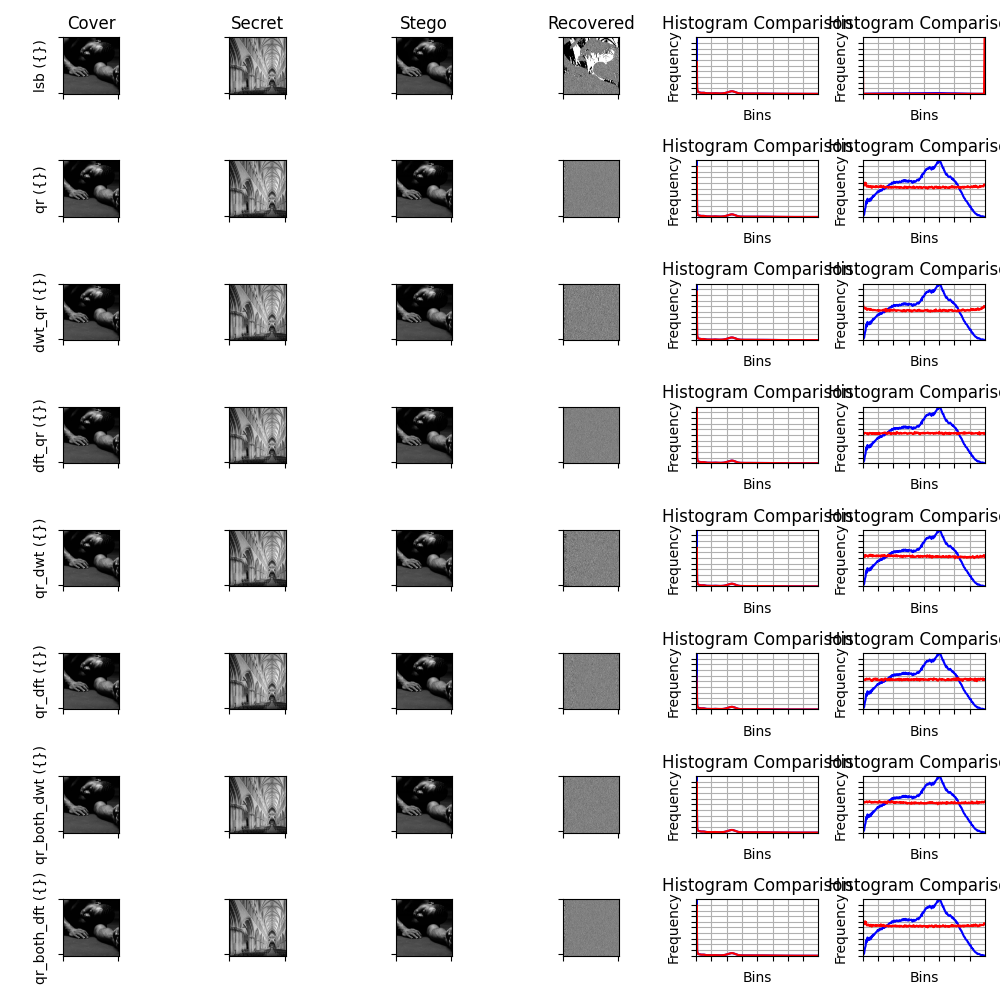 Cover Secret Stego Recovered Histogram Comparison Histogram Comparison
lsb ({}) Frequency Frequency
Bins Bins
Histogram Comparison Histogram Comparison
qr ({}) Frequency Frequency
Bins Bins
Histogram Comparison Histogram Comparison
dwt_qr ({}) Frequency Frequency
Bins Bins
Histogram Comparison Histogram Comparison
dft_qr ({}) Frequency Frequency
Bins Bins
Histogram Comparison Histogram Comparison
qr_dwt ({}) Frequency Frequency
Bins Bins
Histogram Comparison Histogram Comparison
qr_dft ({}) Frequency Frequency
Bins Bins
Histogram Comparison Histogram Comparison
qr_both_dwt ({}) Frequency Frequency
Bins Bins
Histogram Comparison Histogram Comparison
qr_both_dft ({}) Frequency Frequency
Bins Bins